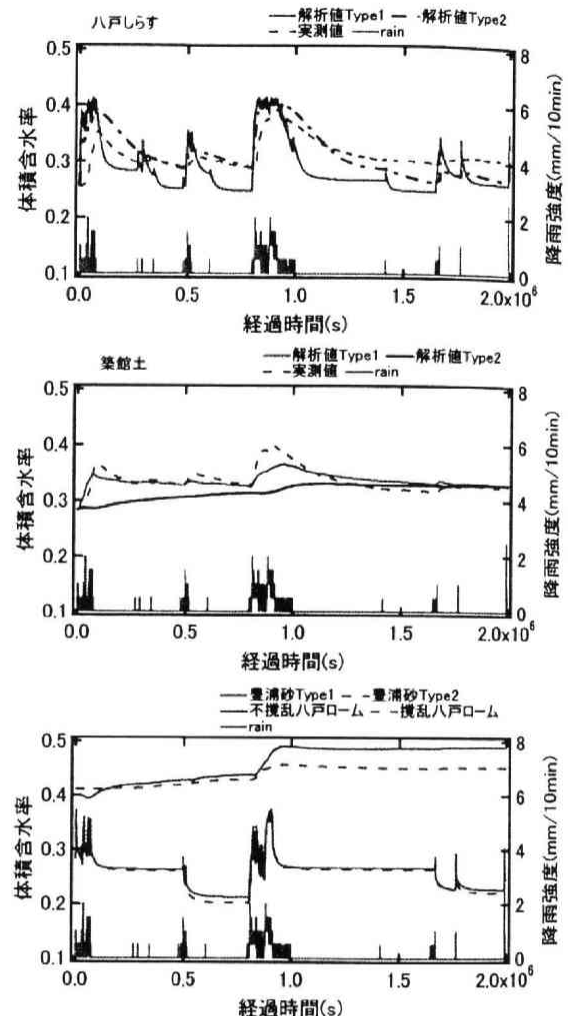 八戸しらす
解析値Type1 解析値Type2
実測値 rain
体積含水率
0.5
0.4
0.3
0.2
0.1
降雨強度(mm/10min)
8
6
4
2
0
0.0 0.5 1.0 1.5 2.0x10^6
経過時間(s)
築館土
解析値Type1 解析値Type2
実測値 rain
体積含水率
0.5
0.4
0.3
0.2
0.1
降雨強度(mm/10min)
8
6
4
2
0
0.0 0.5 1.0 1.5 2.0x10^6
経過時間(s)
豊浦砂Type1 豊浦砂Type2
不撹乱八戸ローム 撹乱八戸ローム
rain
体積含水率
0.5
0.4
0.3
0.2
0.1
降雨強度(mm/10min)
8
6
4
2
0
0.0 0.5 1.0 1.5 2.0x10^6
経過時間(s)